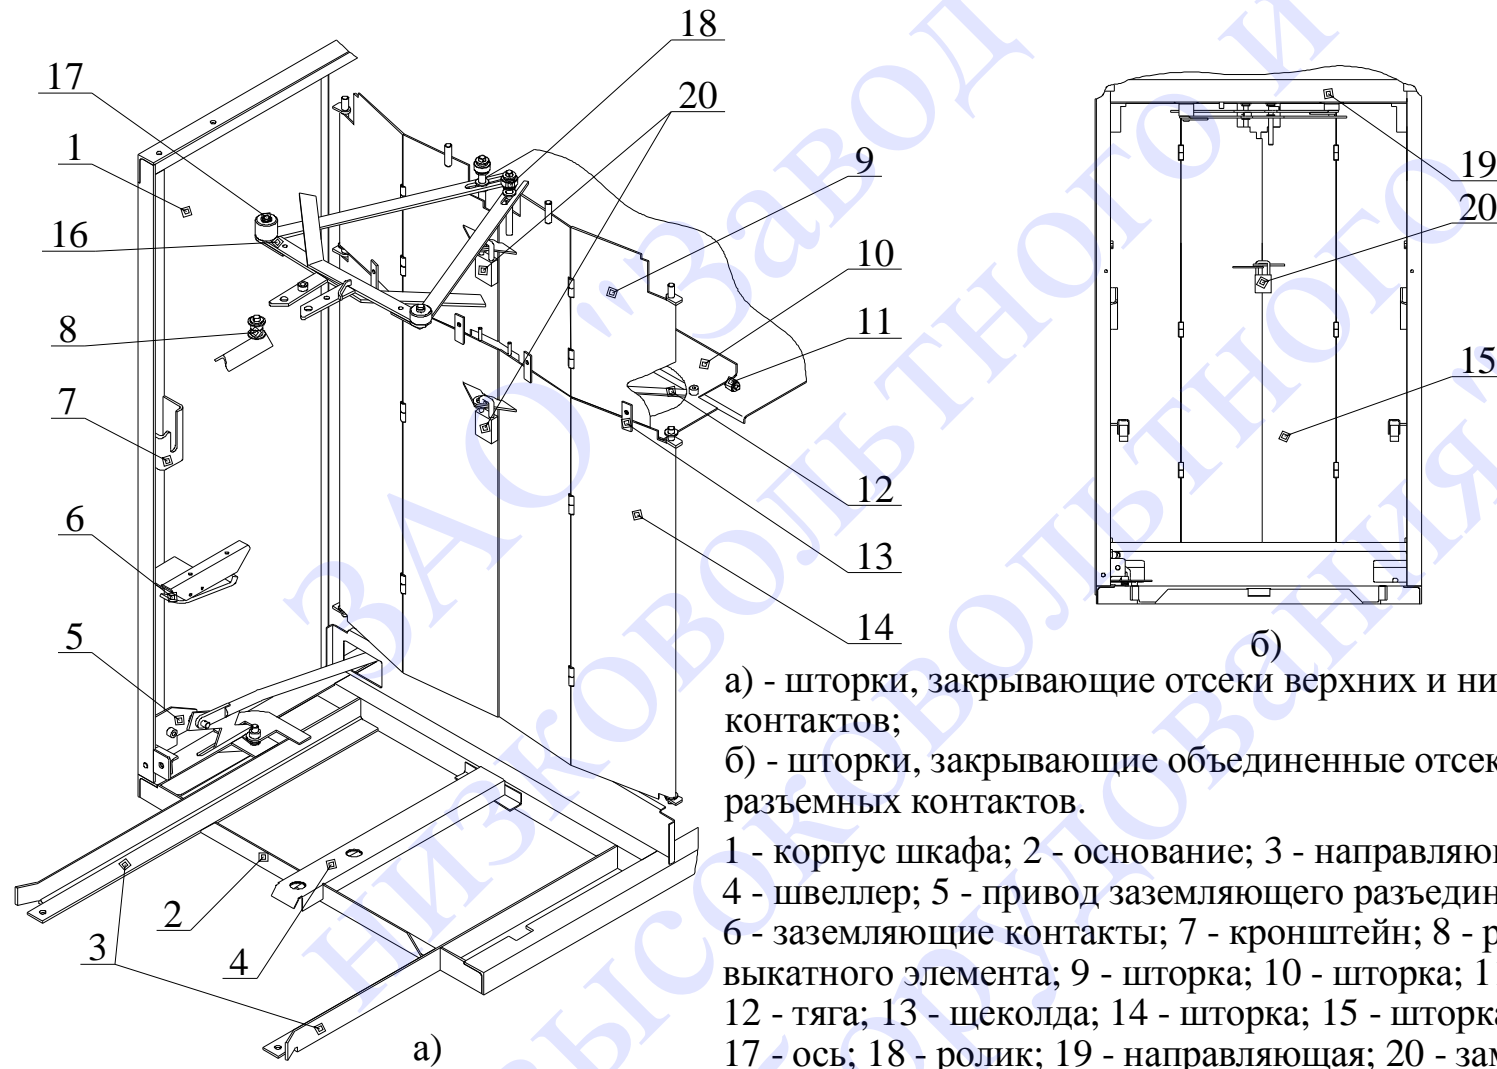 18
17
20
1
9
19
16
20
10
8
11
15
7
12
6
13
5
14
б)
2
3
4
а)
а) - шторки, закрывающие отсеки верхних и ни
контактов;
б) - шторки, закрывающие объединенные отсек
разъемных контактов.
1 - корпус шкафа; 2 - основание; 3 - направляю
4 - швеллер; 5 - привод заземляющего разъедин
6 - заземляющие контакты; 7 - кронштейн; 8 - р
выкатного элемента; 9 - шторка; 10 - шторка; 1
12 - тяга; 13 - щеколда; 14 - шторка; 15 - шторка
17 - ось; 18 - ролик; 19 - направляющая; 20 - зам
ЗАО "Завод
низковольтного и
высоковольтного
оборудования"